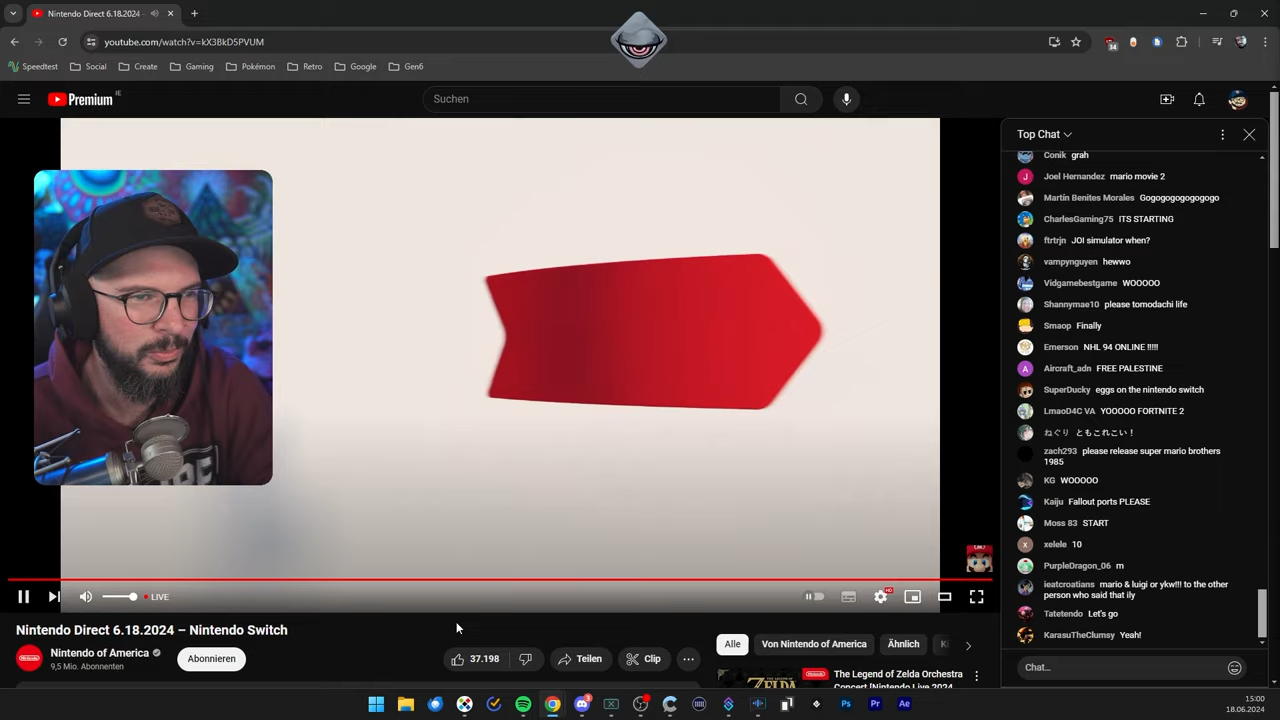 Nintendo Direct 6.18.2024
youtube.com/watch?v=kX3BkD5PVUM
34
Speedtest
Social
Create
Gaming
Pokémon
Retro
Google
Gen6
Premium IE
Suchen
Top Chat
Conik grah
Joel Hernandez mario movie 2
Martín Benites Morales Gogogogogogogogo
CharlesGaming75 ITS STARTING
ftrtrjn JOI simulator when?
vampynguyen hewwo
Vidgamebestgame WOOOOO
Shannymae10 please tomodachi life
Smaop Finally
Emerson NHL 94 ONLINE !!!!!
Aircraft_adn FREE PALESTINE
SuperDucky eggs on the nintendo switch
LmaoD4C VA YOOOOO FORTNITE 2
ねぐり ともこれこい！
zach293 please release super mario brothers
1985
KG WOOOOO
Kaiju Fallout ports PLEASE
Moss 83 START
xelele 10
PurpleDragon_06 m
ieatcroatians mario & luigi or ykw!!! to the other
person who said that ily
Tatetendo Let's go
KarasuTheClumsy Yeah!
Chat...
LIVE
HD
Nintendo Direct 6.18.2024 – Nintendo Switch
Nintendo of America
9,5 Mio. Abonnenten
Abonnieren
37.198
Teilen
Clip
Alle
Von Nintendo of America
Ähnlich
The Legend of Zelda Orchestra
Concert [Nintendo Live 2024
ZELDA
15:00
18.06.2024